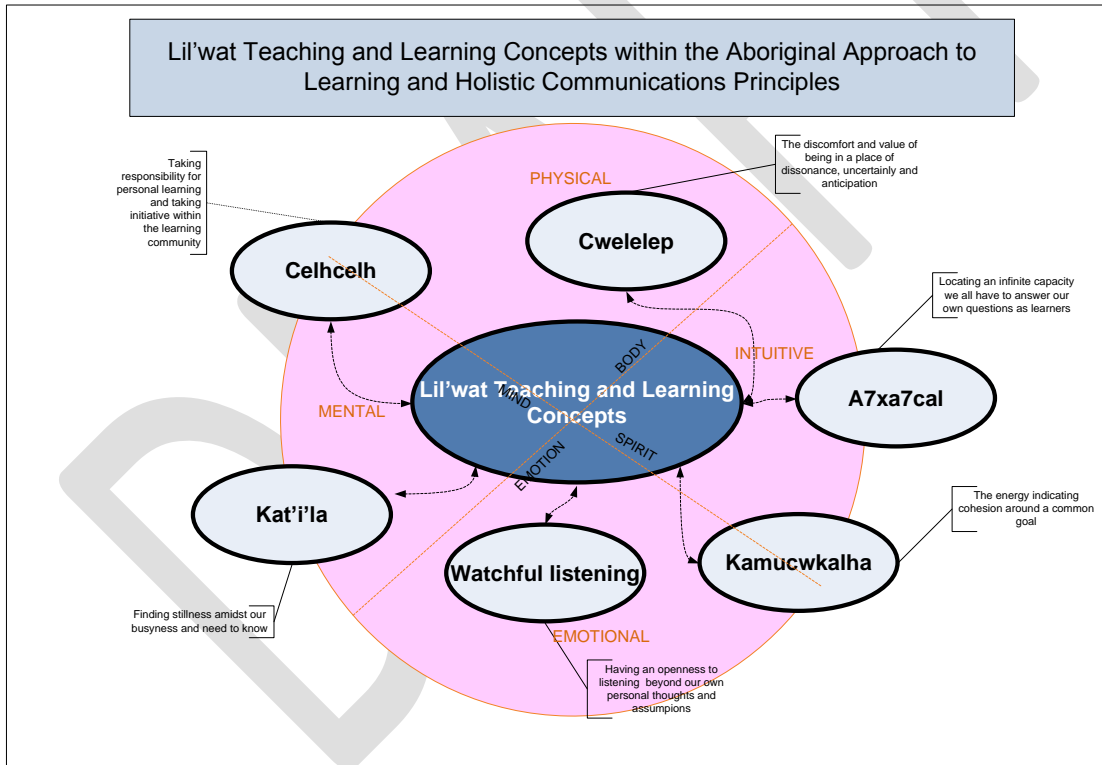 Lil'wat Teaching and Learning Concepts within the Aboriginal Approach to
Learning and Holistic Communications Principles
Taking
responsibility for
personal learning
and taking
initiative within
the learning
community
PHYSICAL
The discomfort and value of
being in a place of
dissonance, uncertainly and
anticipation
Celhcelh
Cwelelep
Locating an infinite capacity
we all have to answer our
own questions as learners
BODY
INTUITIVE
Lil'wat Teaching and Learning
Concepts
MIND
A7xa7cal
MENTAL
SPIRIT
EMOTION
Kat'i'la
The energy indicating
cohesion around a common
goal
Watchful listening
Kamucwkalha
Finding stillness amidst our
busyness and need to know
EMOTIONAL
Having an openness to
listening beyond our own
personal thoughts and
assumpions
DRAFT